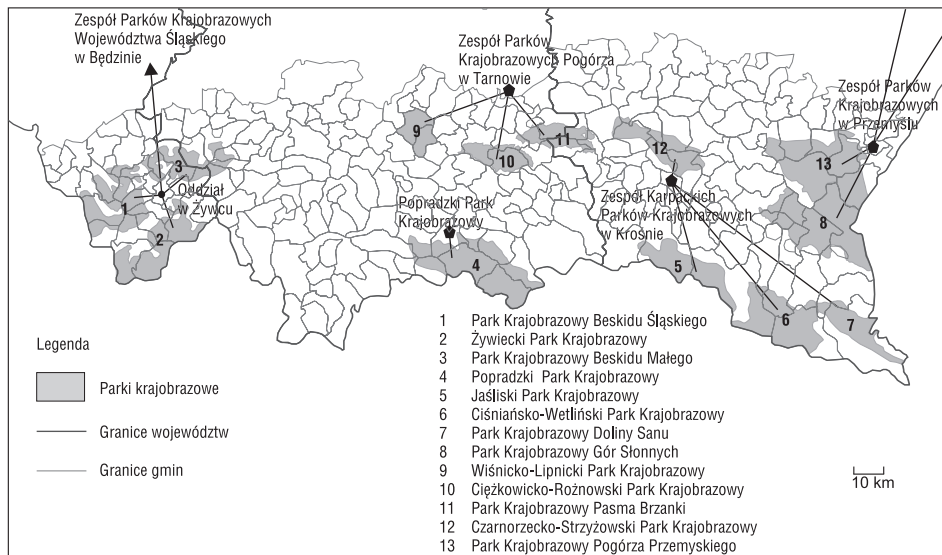 Zespół Parków Krajobrazowych
Województwa Śląskiego
w Będzinie
Zespół Parków
Krajobrazowych Pogórza
w Tarnowie
Zespół Parków
Krajobrazowych
w Przemyślu
9
11
10
12
13
3
Oddział
w Żywcu
1
2
Popradzki Park
Krajobrazowy
4
Zespół Karpackich
Parków Krajobrazowych
w Krośnie
8
5
6
7
Legenda
Parki krajobrazowe
Granice województw
Granice gmin
1 Park Krajobrazowy Beskidu Śląskiego
2 Żywiecki Park Krajobrazowy
3 Park Krajobrazowy Beskidu Małego
4 Popradzki Park Krajobrazowy
5 Jaśliski Park Krajobrazowy
6 Ciśniańsko-Wetliński Park Krajobrazowy
7 Park Krajobrazowy Doliny Sanu
8 Park Krajobrazowy Gór Słonnych
9 Wiśnicko-Lipnicki Park Krajobrazowy
10 Ciężkowicko-Rożnowski Park Krajobrazowy
11 Park Krajobrazowy Pasma Brzanki
12 Czarnorzecko-Strzyżowski Park Krajobrazowy
13 Park Krajobrazowy Pogórza Przemyskiego
10 km